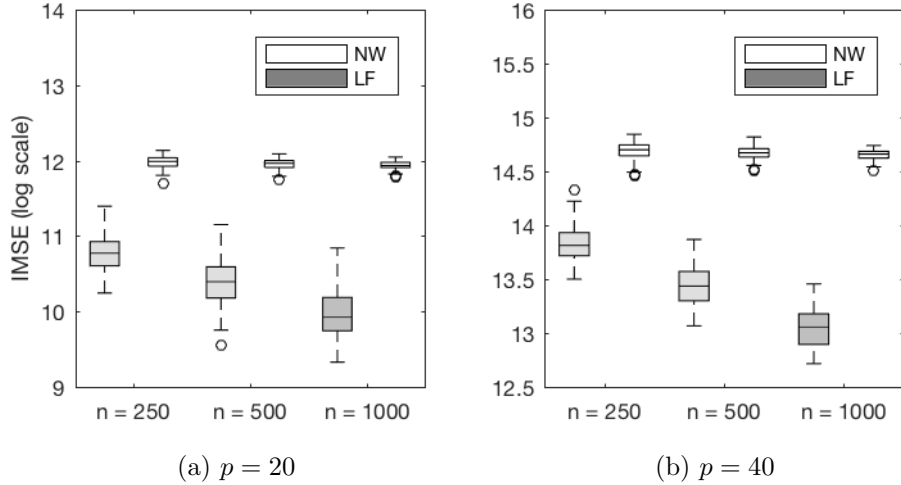 IMSE (log scale)
14
13
12
11
10
9
NW
LF
n = 250
n = 500
n = 1000
(a) p = 20
16
15.5
15
14.5
14
13.5
13
12.5
NW
LF
n = 250
n = 500
n = 1000
(b) p = 40